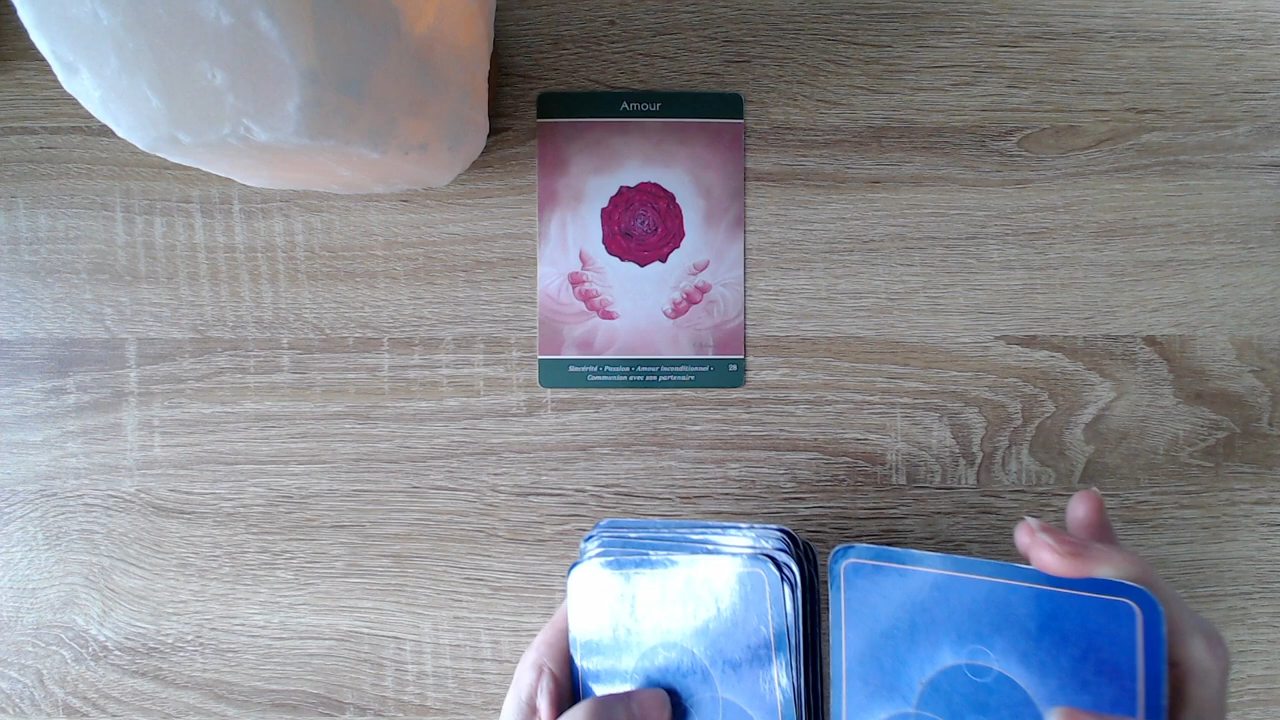 Amour
Sincérité • Passion • Amour inconditionnel •
Communion avec son partenaire
28